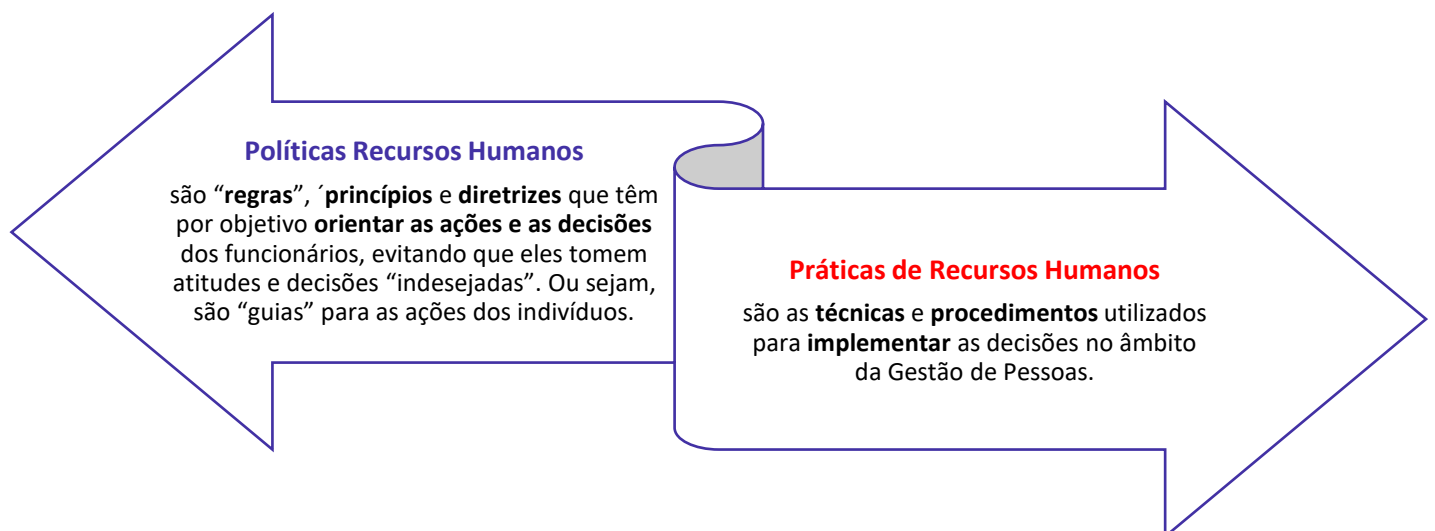 Políticas Recursos Humanos
são “regras”, ´princípios e diretrizes que têm
por objetivo orientar as ações e as decisões
dos funcionários, evitando que eles tomem
atitudes e decisões “indesejadas”. Ou sejam,
são “guias” para as ações dos indivíduos.
Práticas de Recursos Humanos
são as técnicas e procedimentos utilizados
para implementar as decisões no âmbito
da Gestão de Pessoas.